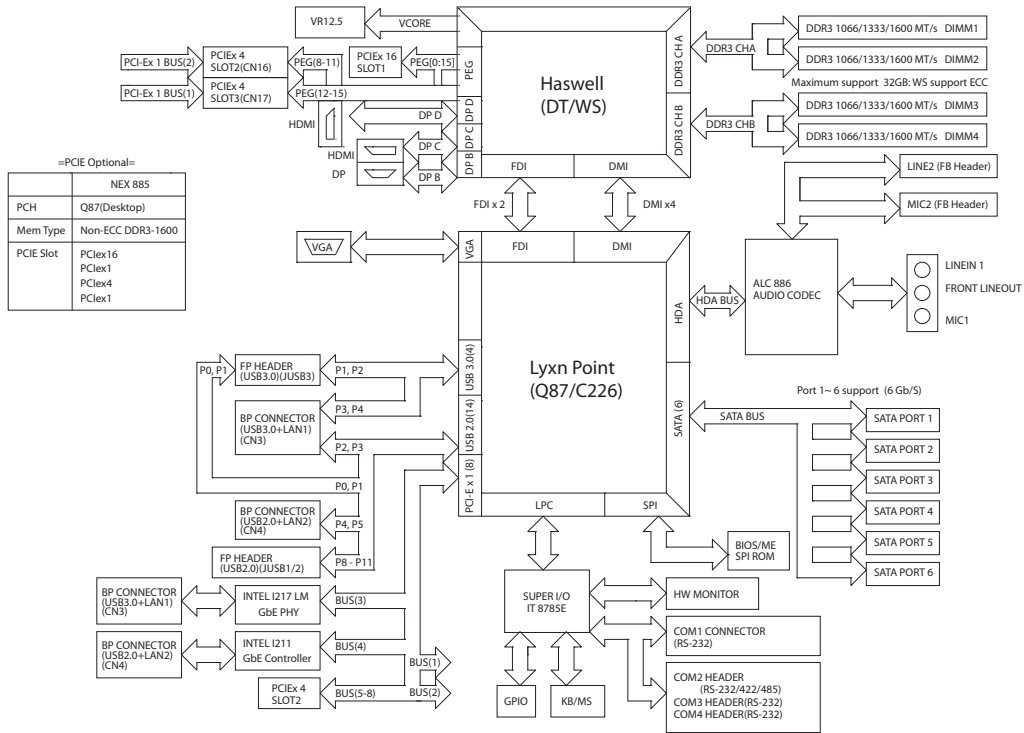 VR12.5
VCORE
PCI-Ex 1 BUS(2)
PCIEx 4
SLOT2(CN16)
PEG(8-11)
PCIEx 16
SLOT1
PEG[0:15]
PEG
PCI-Ex 1 BUS(1)
PCIEx 4
SLOT3(CN17)
PEG(12-15)
HDMI
DP D
DP D
HDMI
DP C
DP C
DP
DP B
DP B
Haswell
(DT/WS)
DDR3 CH A
DDR3 CH B
DDR3 CHA
DDR3 1066/1333/1600 MT/s DIMM1
DDR3 1066/1333/1600 MT/s DIMM2
Maximum support 32GB: WS support ECC
DDR3 CHB
DDR3 1066/1333/1600 MT/s DIMM3
DDR3 1066/1333/1600 MT/s DIMM4
FDI
DMI
FDI x 2
DMI x4
LINE2 (FB Header)
MIC2 (FB Header)
=PCIE Optional=
NEX 885
PCH
Q87(Desktop)
Mem Type
Non-ECC DDR3-1600
PCIE Slot
PCIex16
PCIex1
PCIex4
PCIex1
VGA
VGA
FDI
DMI
HDA
HDA BUS
ALC 886
AUDIO CODEC
LINEIN 1
FRONT LINEOUT
MIC1
Lyxn Point
(Q87/C226)
USB 3.0(4)
USB 2.0(14)
PCI-E x 1 (8)
SATA (6)
LPC
SPI
P0, P1
FP HEADER
(USB3.0)(JUSB3)
P1, P2
BP CONNECTOR
(USB3.0+LAN1)
(CN3)
P3, P4
P2, P3
P0, P1
BP CONNECTOR
(USB2.0+LAN2)
(CN4)
P4, P5
FP HEADER
(USB2.0)(JUSB1/2)
P8 - P11
BP CONNECTOR
(USB3.0+LAN1)
(CN3)
INTEL I217 LM
GbE PHY
BUS(3)
BP CONNECTOR
(USB2.0+LAN2)
(CN4)
INTEL I211
GbE Controller
BUS(4)
BUS(1)
PCIEx 4
SLOT2
BUS(5-8)
BUS(2)
Port 1~ 6 support (6 Gb/S)
SATA BUS
SATA PORT 1
SATA PORT 2
SATA PORT 3
SATA PORT 4
SATA PORT 5
SATA PORT 6
BIOS/ME
SPI ROM
SUPER I/O
IT 8785E
HW MONITOR
COM1 CONNECTOR
(RS-232)
COM2 HEADER
(RS-232/422/485)
COM3 HEADER(RS-232)
COM4 HEADER(RS-232)
GPIO
KB/MS